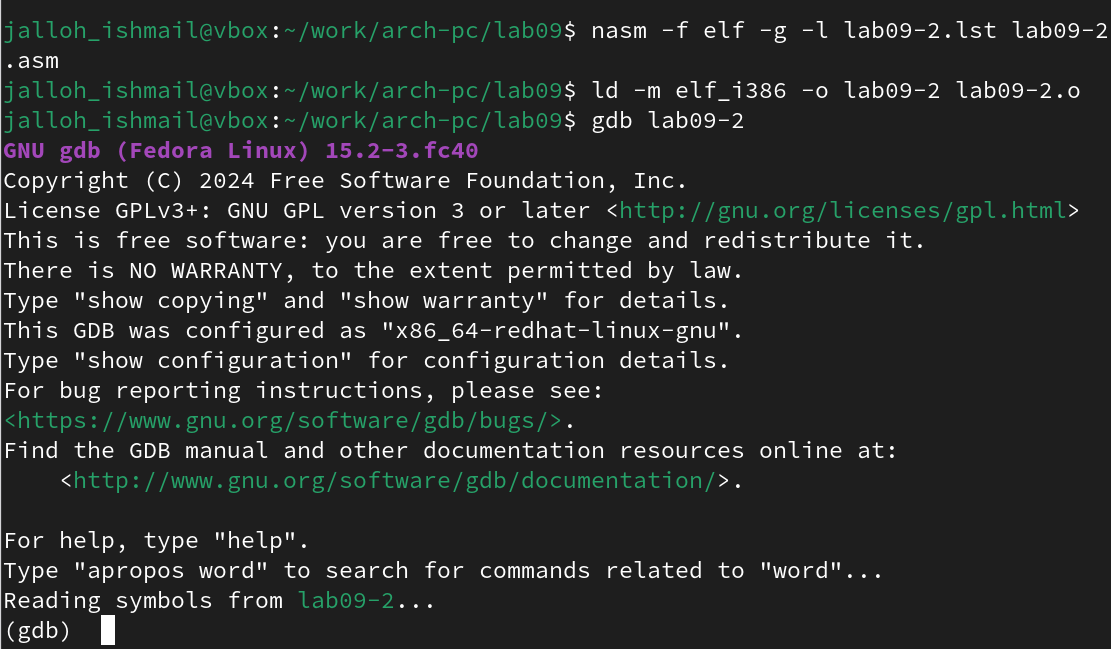 jalloh_ishmail@vbox:~/work/arch-pc/lab09$ nasm -f elf -g -l lab09-2.lst lab09-2
.asm
jalloh_ishmail@vbox:~/work/arch-pc/lab09$ ld -m elf_i386 -o lab09-2 lab09-2.o
jalloh_ishmail@vbox:~/work/arch-pc/lab09$ gdb lab09-2
GNU gdb (Fedora Linux) 15.2-3.fc40
Copyright (C) 2024 Free Software Foundation, Inc.
License GPLv3+: GNU GPL version 3 or later <http://gnu.org/licenses/gpl.html>
This is free software: you are free to change and redistribute it.
There is NO WARRANTY, to the extent permitted by law.
Type "show copying" and "show warranty" for details.
This GDB was configured as "x86_64-redhat-linux-gnu".
Type "show configuration" for configuration details.
For bug reporting instructions, please see:
<https://www.gnu.org/software/gdb/bugs/>.
Find the GDB manual and other documentation resources online at:
    <http://www.gnu.org/software/gdb/documentation/>.

For help, type "help".
Type "apropos word" to search for commands related to "word"...
Reading symbols from lab09-2...
(gdb)